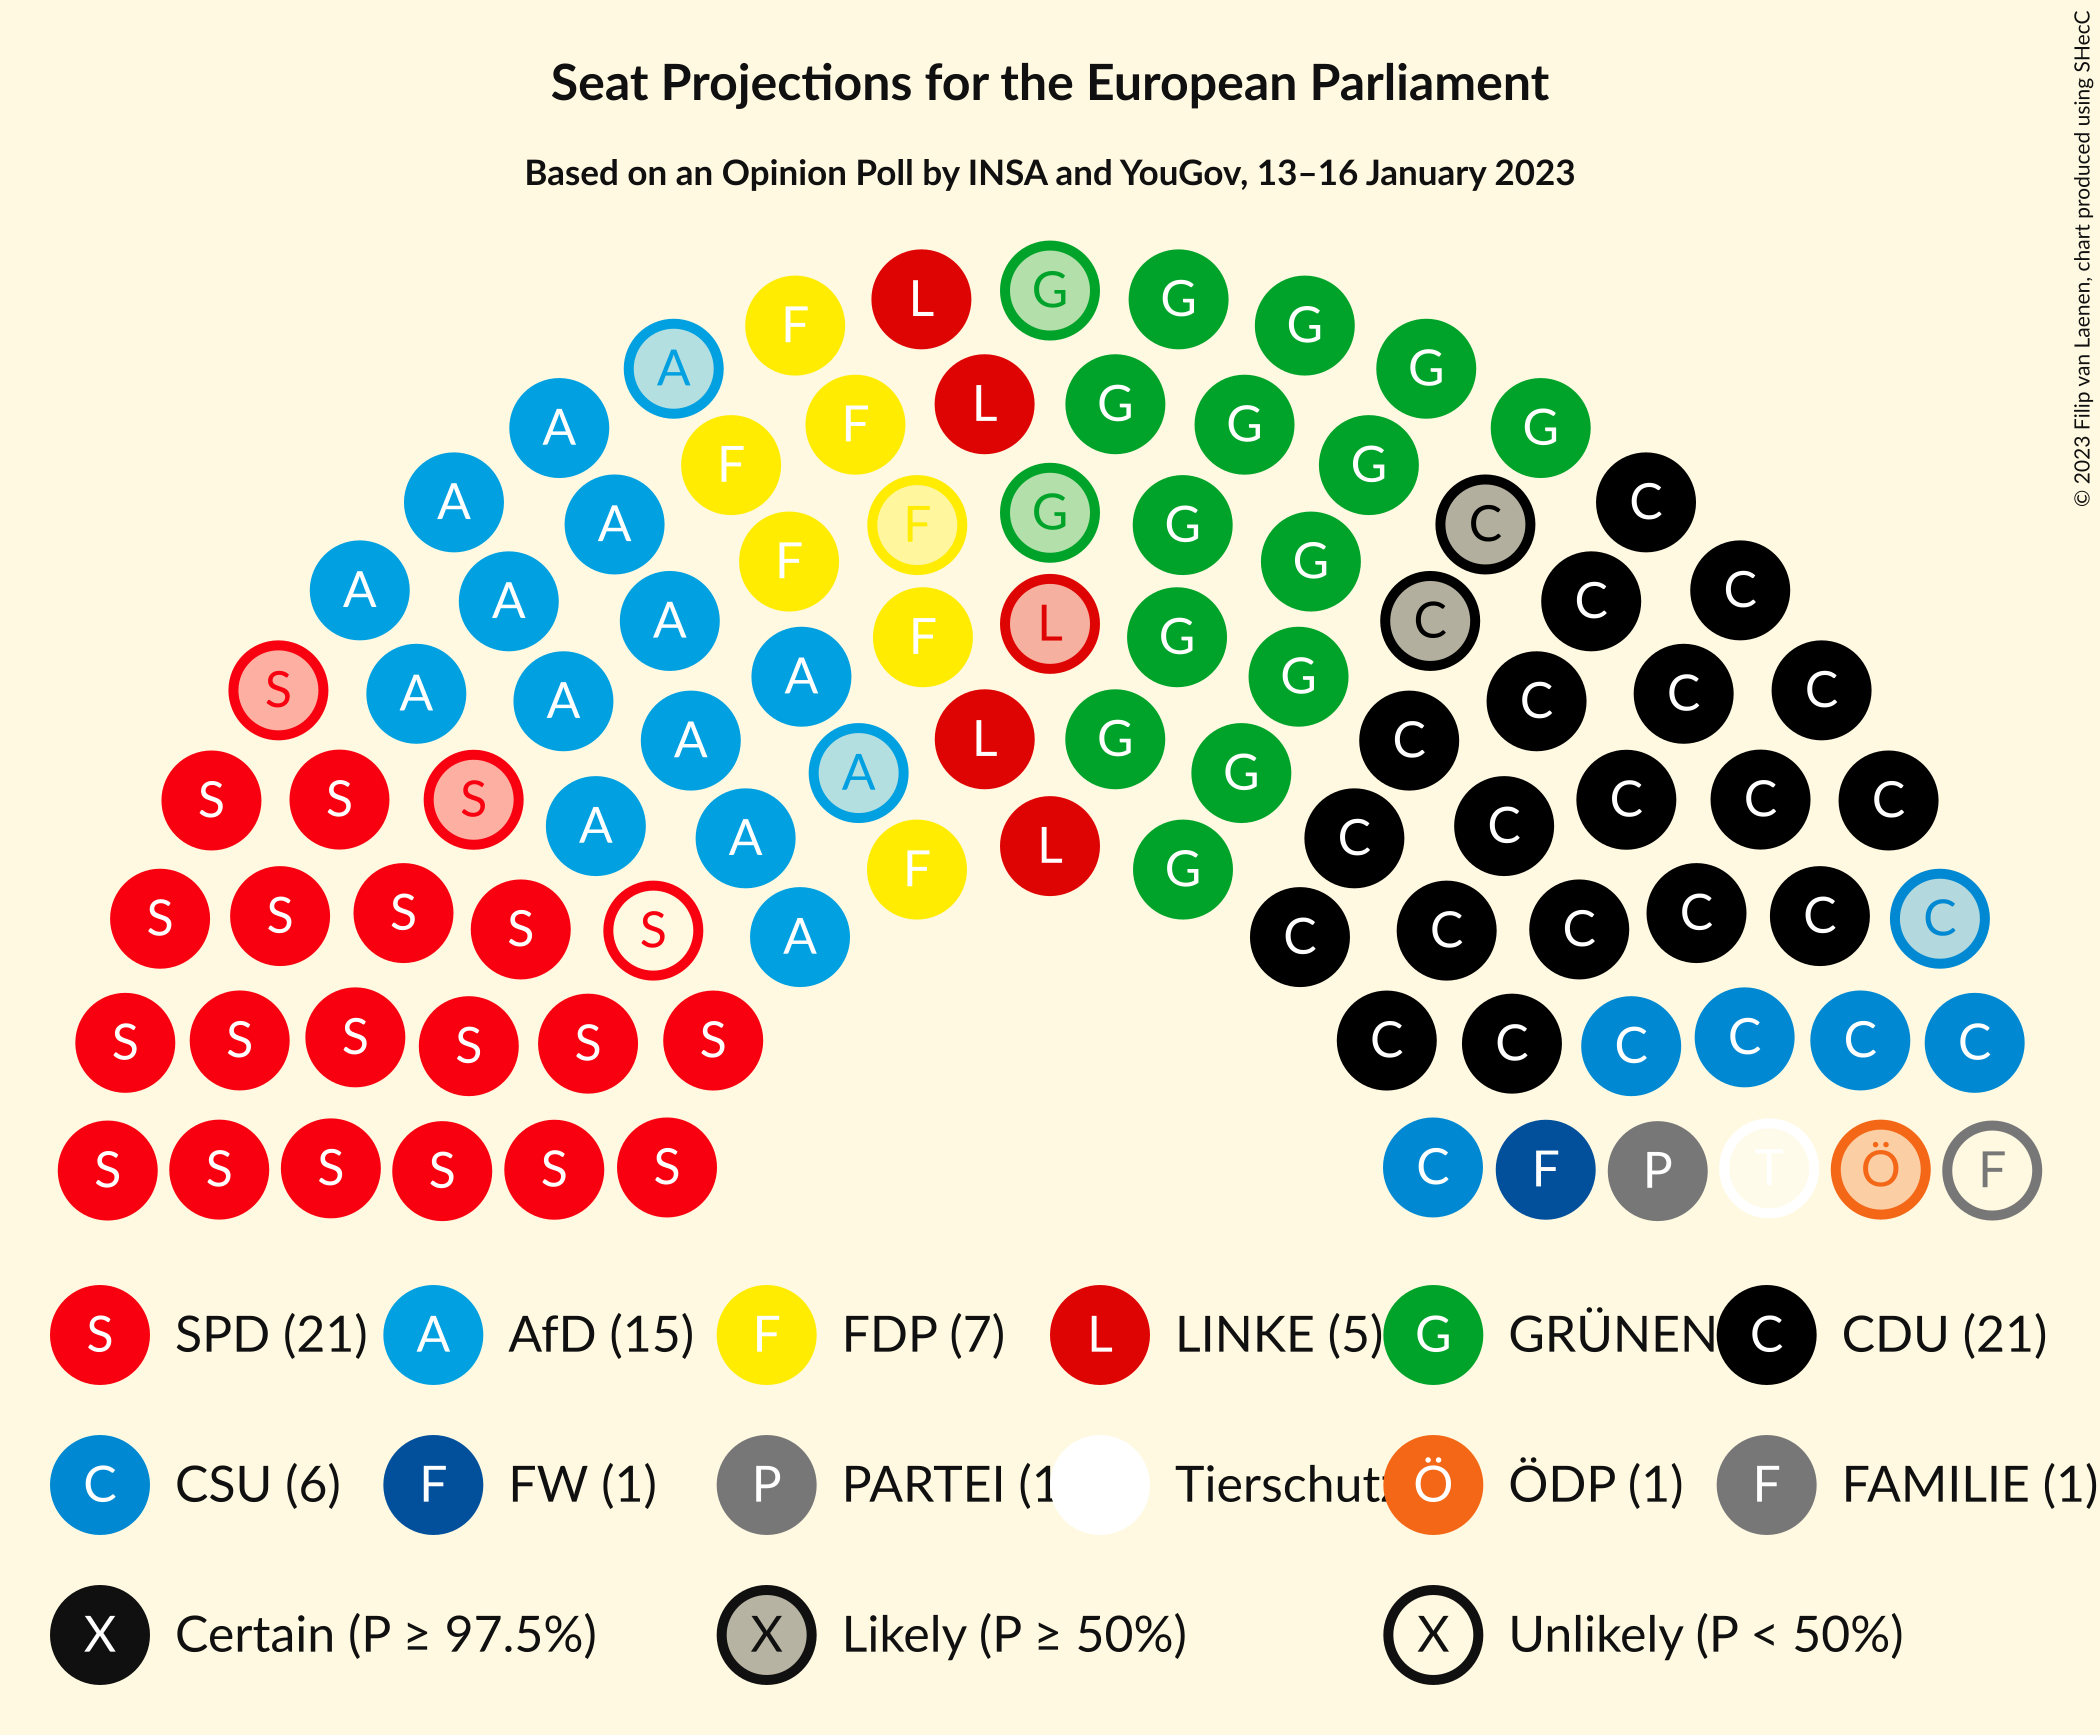 Seat Projections for the European Parliament
Based on an Opinion Poll by INSA and YouGov, 13–16 January 2023
© 2023 Filip van Laenen, chart produced using SHecC
L G G
F G
A F L G G G
A F G G G
A A F G G C C
A A A F F L G G C C C
S A A A A L G G C C C C
S S S A A A F L G C C C C C
S S S S S A C C C C C C
S S S S S S C C C C C C
S S S S S S C F P T Ö F
S SPD (21) A AfD (15) F FDP (7) L LINKE (5) G GRÜNEN C CDU (21)
C CSU (6) F FW (1) P PARTEI (1 Tierschutz Ö ÖDP (1) F FAMILIE (1)
X Certain (P ≥ 97.5%) X Likely (P ≥ 50%) X Unlikely (P < 50%)